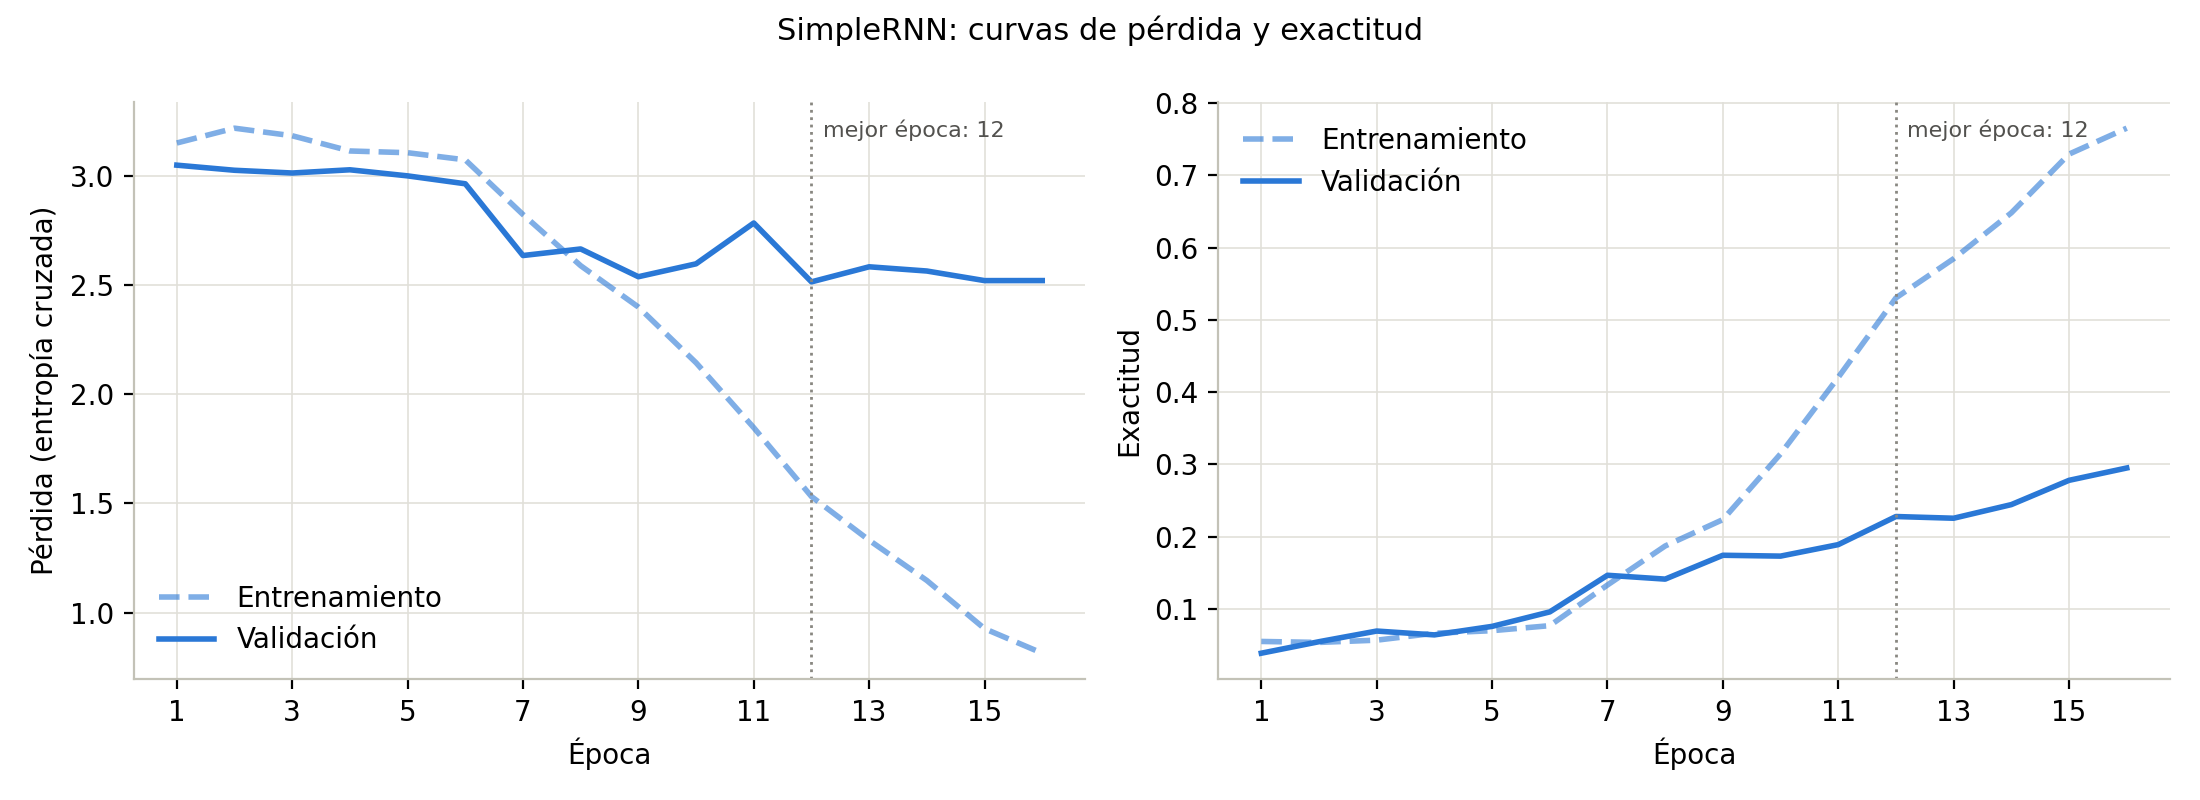 SimpleRNN: curvas de pérdida y exactitud
Pérdida (entropía cruzada)
3.0
2.5
2.0
1.5
1.0
mejor época: 12
Entrenamiento
Validación
1 3 5 7 9 11 13 15
Época
Exactitud
0.8
0.7
0.6
0.5
0.4
0.3
0.2
0.1
Entrenamiento
Validación
mejor época: 12
1 3 5 7 9 11 13 15
Época